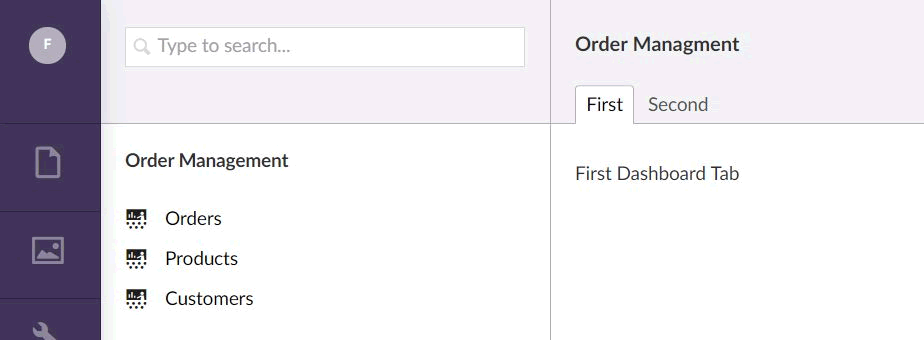 F
Type to search...
Order Managment
First
Second
Order Management
First Dashboard Tab
Orders
Products
Customers